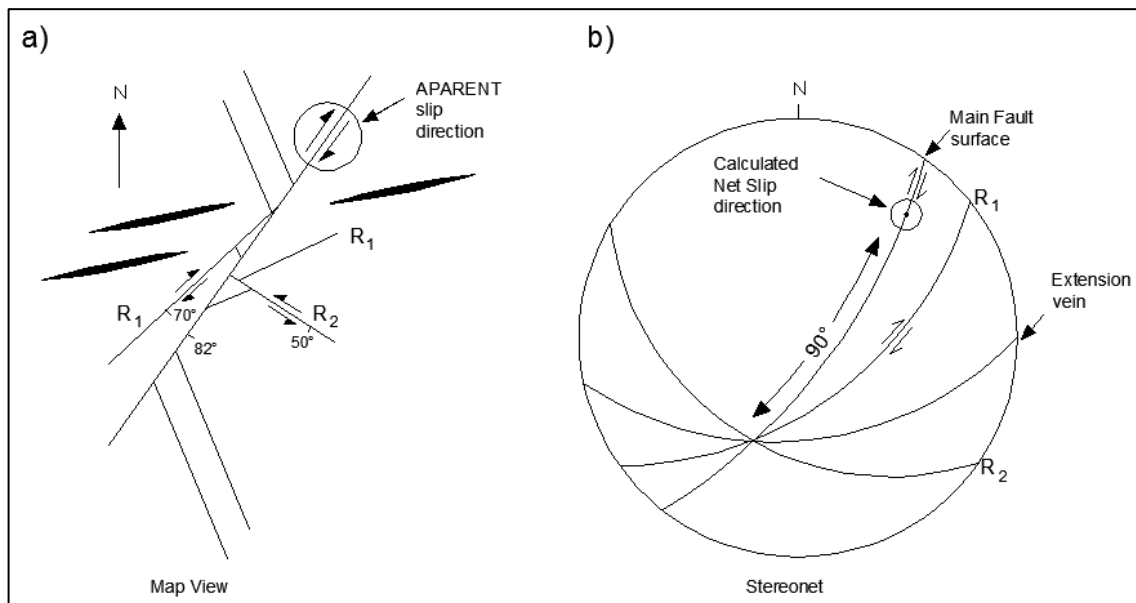 a)
N
APARENT
slip
direction
R1
R1
70°
R2
50°
82°
Map View
b)
N
Main Fault
surface
Calculated
Net Slip
direction
R1
Extension
vein
90°
R2
Stereonet